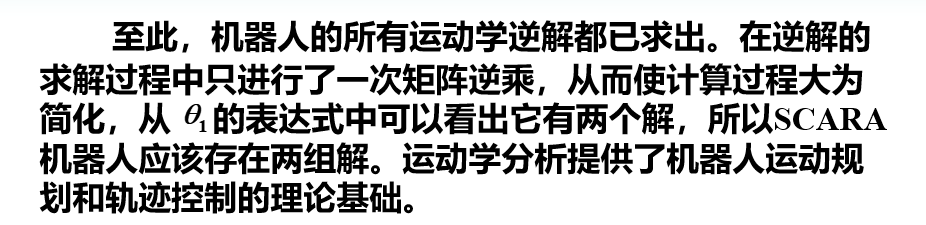 至此，机器人的所有运动学逆解都已求出。在逆解的
求解过程中只进行了一次矩阵逆乘，从而使计算过程大为
简化，从 θ₁ 的表达式中可以看出它有两个解，所以SCARA
机器人应该存在两组解。运动学分析提供了机器人运动规
划和轨迹控制的理论基础。